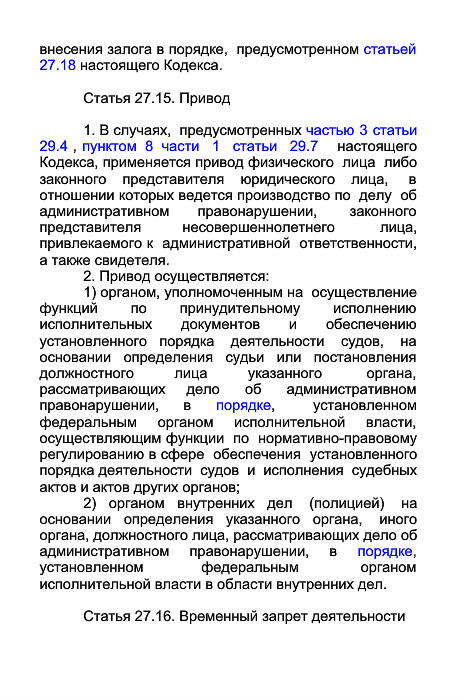 внесения залога в порядке, предусмотренном статьей
27.18 настоящего Кодекса.
Статья 27.15. Привод
1. В случаях, предусмотренных частью 3 статьи
29.4 , пунктом 8 части 1 статьи 29.7 настоящего
Кодекса, применяется привод физического лица либо
законного представителя юридического лица, в
отношении которых ведется производство по делу об
административном правонарушении, законного
представителя несовершеннолетнего лица,
привлекаемого к административной ответственности,
а также свидетеля.
2. Привод осуществляется:
1) органом, уполномоченным на осуществление
функций по принудительному исполнению
исполнительных документов и обеспечению
установленного порядка деятельности судов, на
основании определения судьи или постановления
должностного лица указанного органа,
рассматривающих дело об административном
правонарушении, в порядке, установленном
федеральным органом исполнительной власти,
осуществляющим функции по нормативно-правовому
регулированию в сфере обеспечения установленного
порядка деятельности судов и исполнения судебных
актов и актов других органов;
2) органом внутренних дел (полицией) на
основании определения указанного органа, иного
органа, должностного лица, рассматривающих дело об
административном правонарушении, в порядке,
установленном федеральным органом
исполнительной власти в области внутренних дел.
Статья 27.16. Временный запрет деятельности